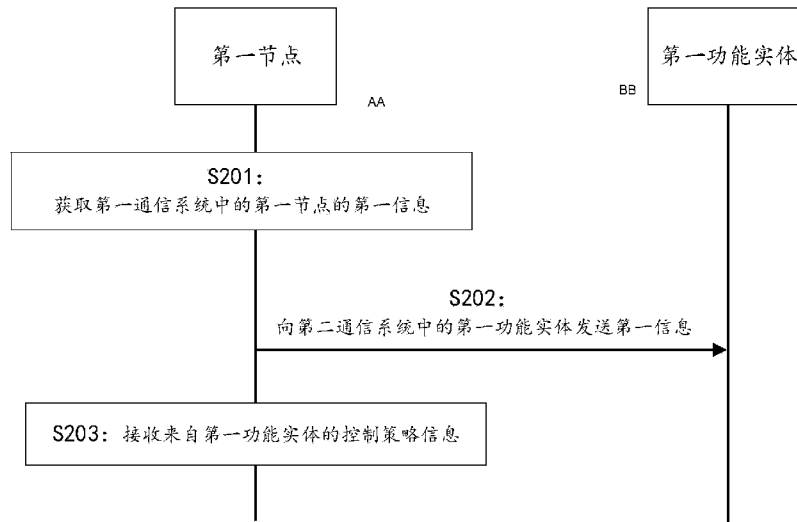 第一节点
第一功能实体
AA
BB
S201:
获取第一通信系统中的第一节点的第一信息
S202:
向第二通信系统中的第一功能实体发送第一信息
S203: 接收来自第一功能实体的控制策略信息